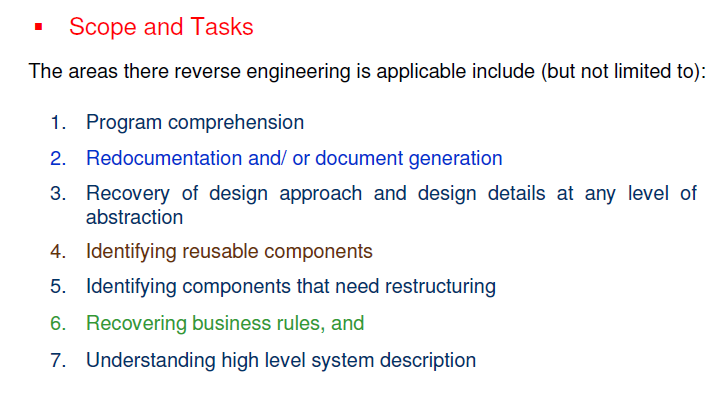 ▪ Scope and Tasks
The areas there reverse engineering is applicable include (but not limited to):
1. Program comprehension
2. Redocumentation and/ or document generation
3. Recovery of design approach and design details at any level of
abstraction
4. Identifying reusable components
5. Identifying components that need restructuring
6. Recovering business rules, and
7. Understanding high level system description